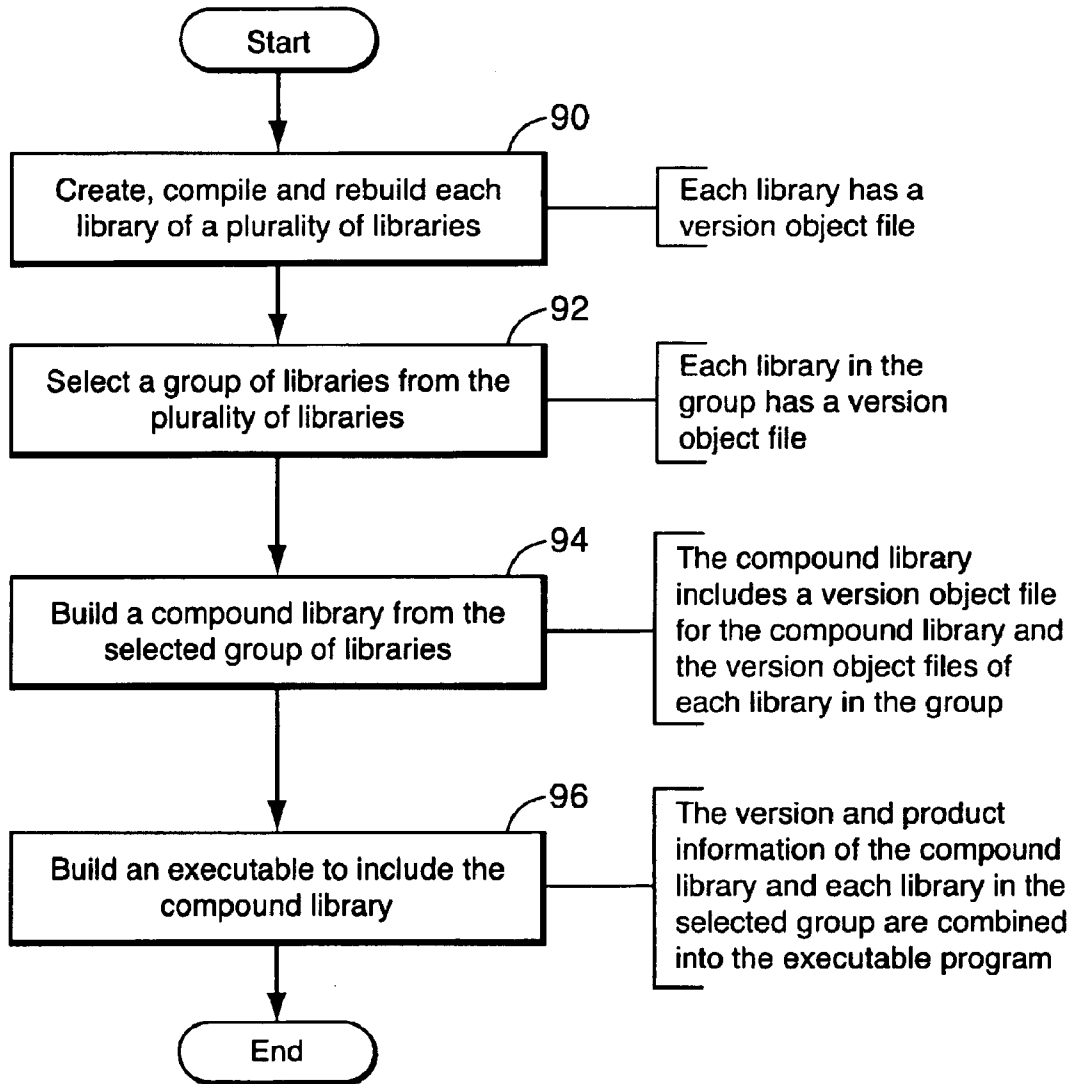 Start
90
Create, compile and rebuild each
library of a plurality of libraries
Each library has a
version object file
92
Select a group of libraries from the
plurality of libraries
Each library in the
group has a version
object file
94
Build a compound library from the
selected group of libraries
The compound library
includes a version object file
for the compound library and
the version object files of
each library in the group
96
Build an executable to include the
compound library
The version and product
information of the compound
library and each library in the
selected group are combined
into the executable program
End